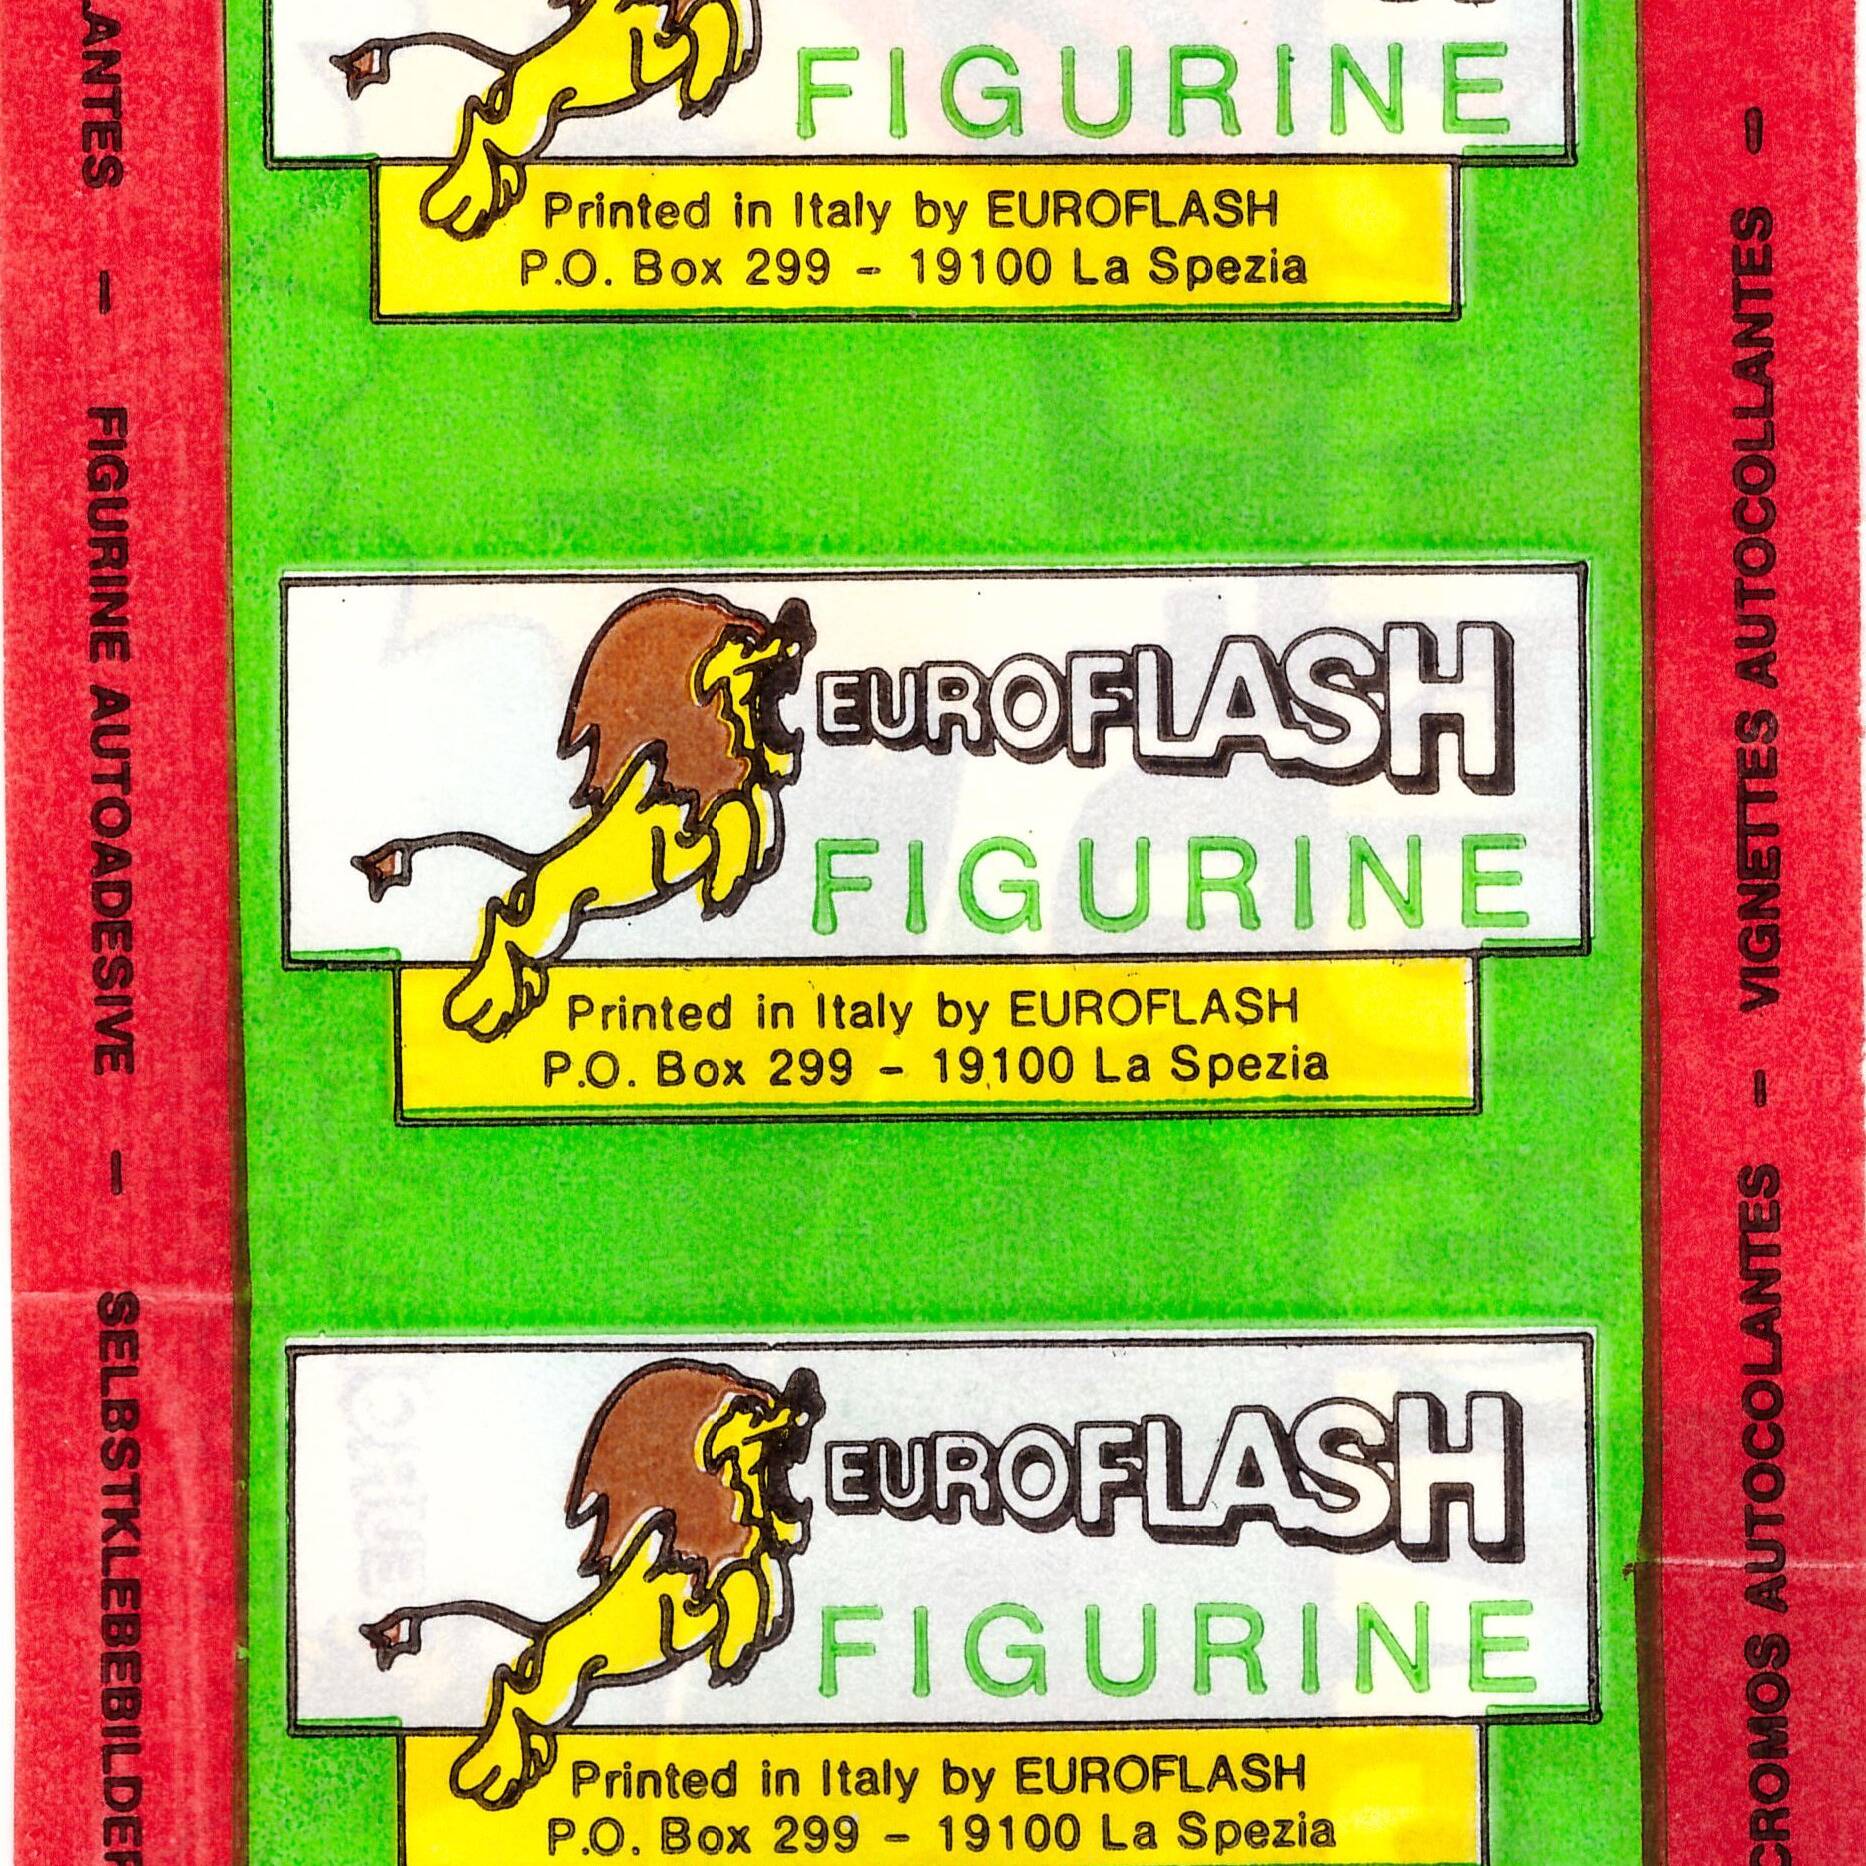 FIGURINE
Printed in Italy by EUROFLASH
P.O. Box 299 – 19100 La Spezia
EUROFLASH
FIGURINE
Printed in Italy by EUROFLASH
P.O. Box 299 – 19100 La Spezia
EUROFLASH
FIGURINE
Printed in Italy by EUROFLASH
P.O. Box 299 – 19100 La Spezia
– FIGURINE AUTOADESIVE – SELBSTKLEBEBILDER
CROMOS AUTOCOLANTES – VIGNETTES AUTOCOLLANTES –